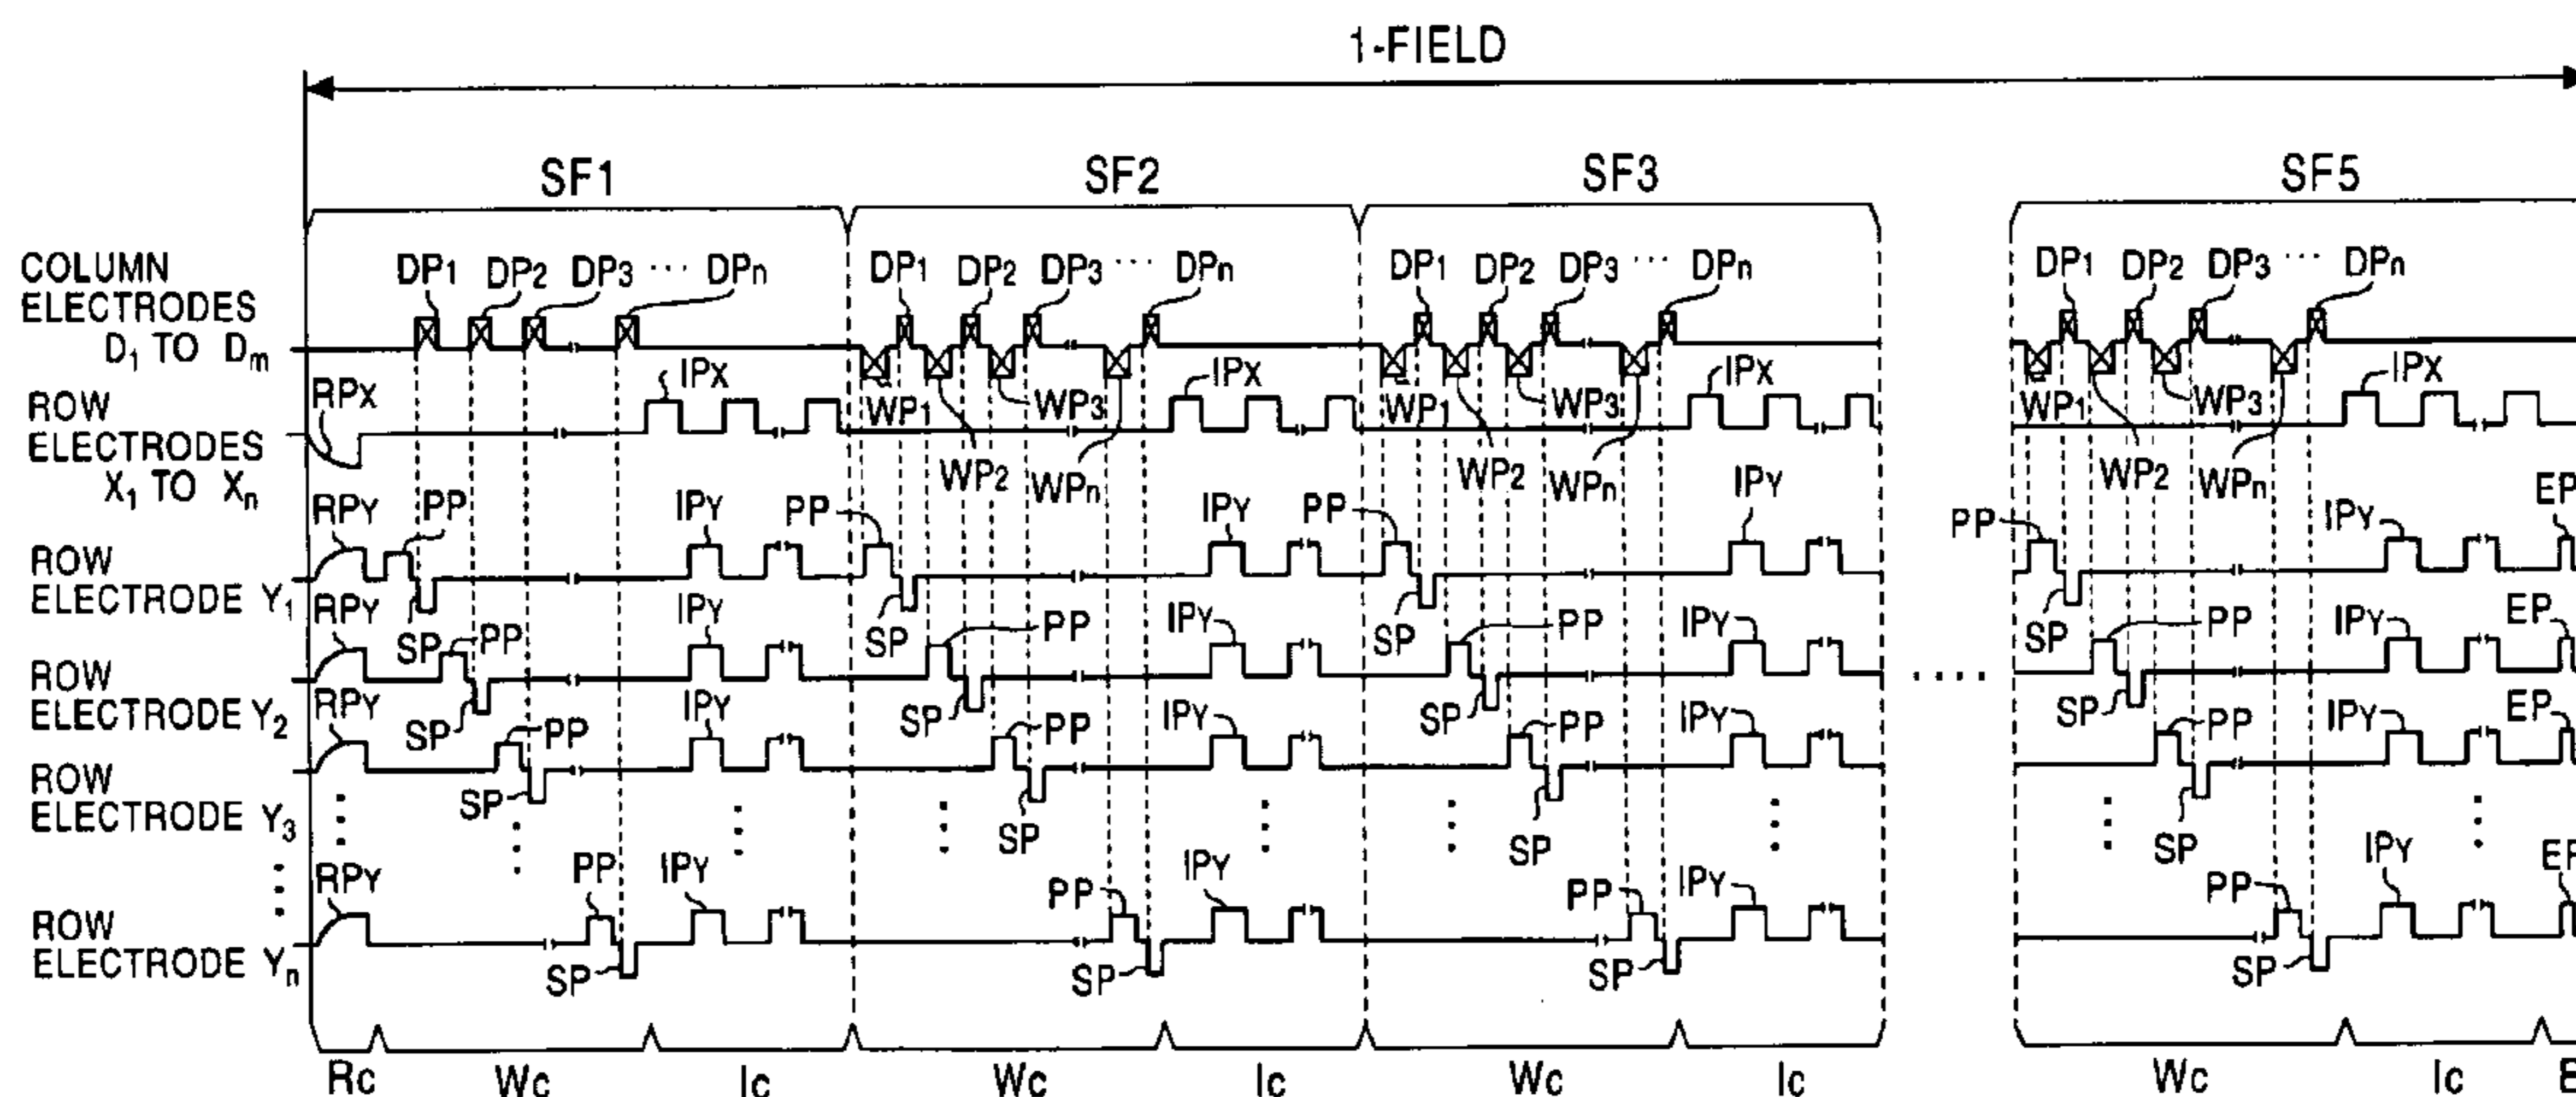 1-FIELD
SF1 SF2 SF3 SF5
COLUMN ELECTRODES D1 TO Dm
DP1 DP2 DP3 ... DPn DP1 DP2 DP3 ... DPn DP1 DP2 DP3 ... DPn DP1 DP2 DP3 ... DPn
WP1 WP3 WP1 WP3 WP1 WP3
WP2 WPn WP2 WPn WP2 WPn
ROW ELECTRODES X1 TO Xn
RPX IPX IPX IPX IPX
ROW ELECTRODE Y1
RPY PP IPY PP IPY PP IPY PP IPY EP
SP SP SP SP
ROW ELECTRODE Y2
RPY PP IPY PP IPY PP IPY PP IPY EP
SP SP SP SP
ROW ELECTRODE Y3
RPY PP IPY PP IPY PP IPY PP IPY EP
SP SP SP SP
ROW ELECTRODE Yn
RPY PP IPY PP IPY PP IPY PP IPY
SP SP SP SP
Rc Wc Ic Wc Ic Wc Ic Wc Ic